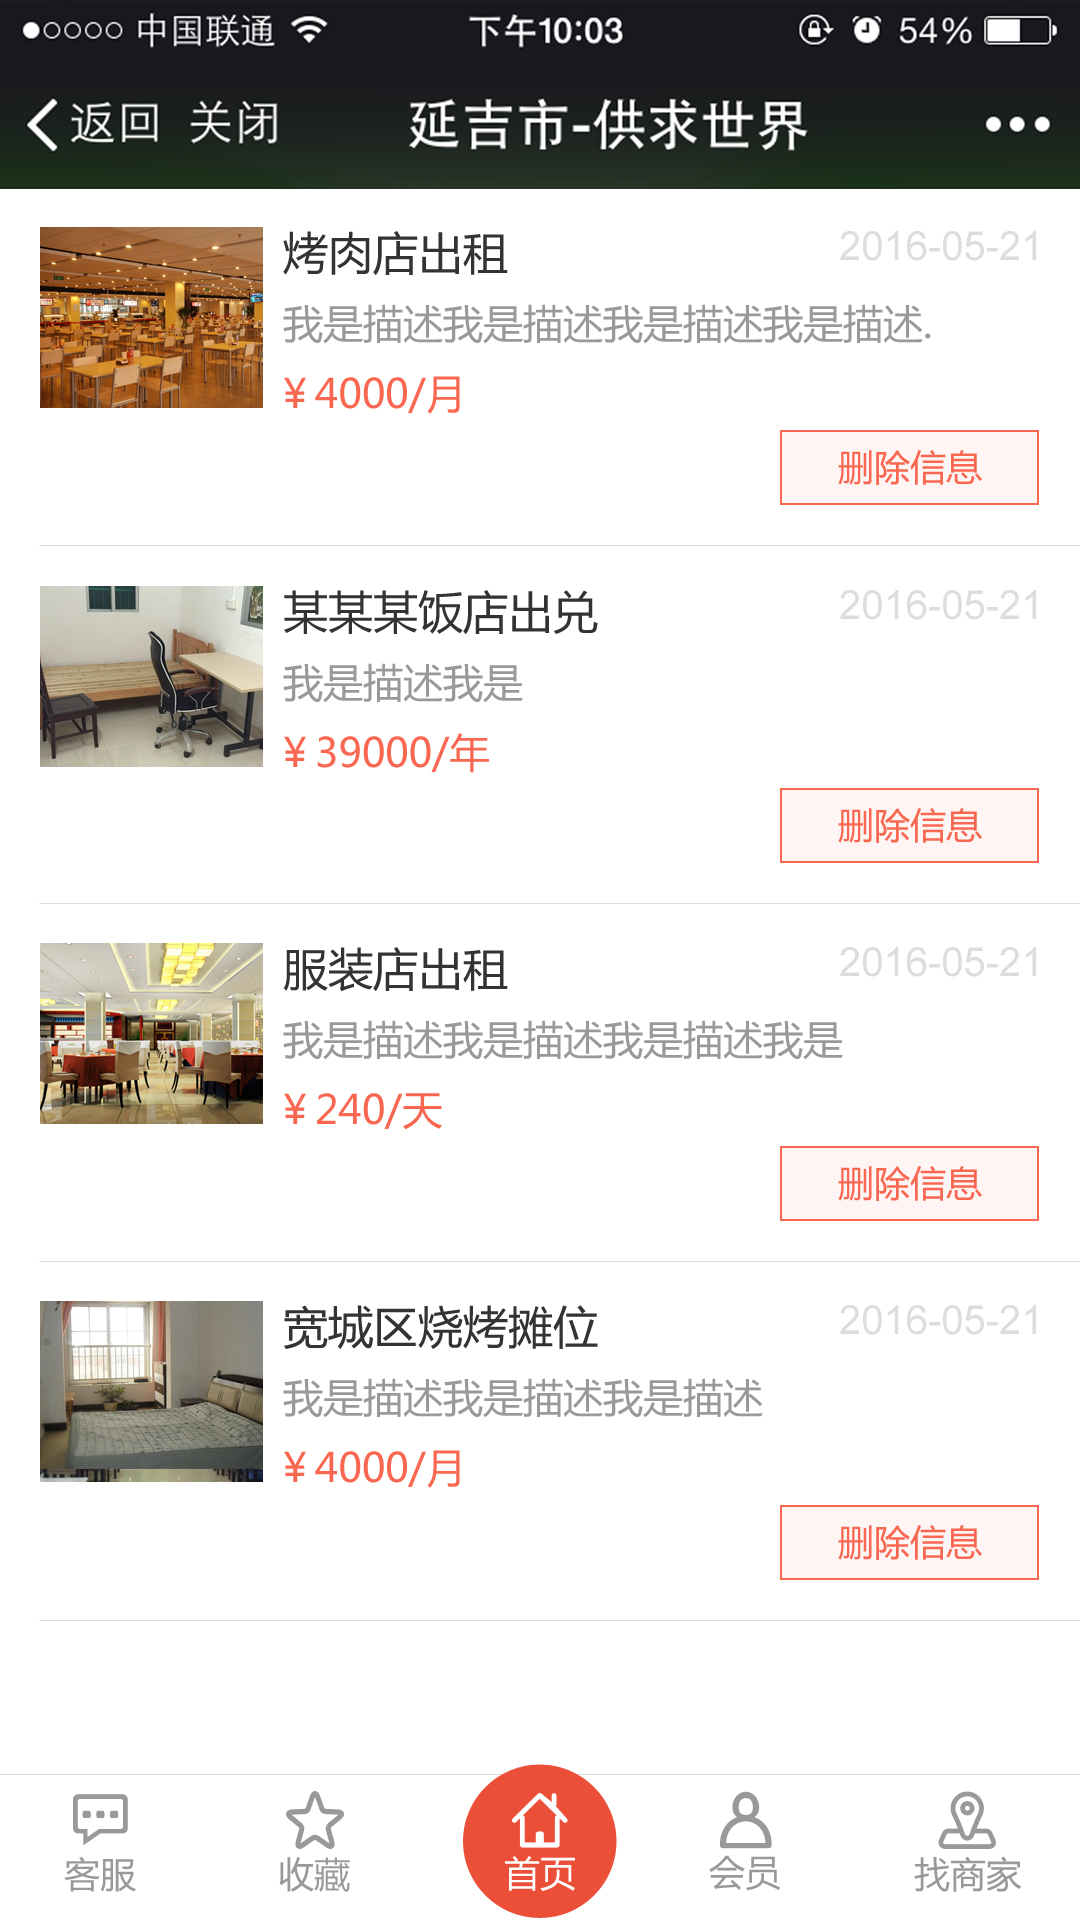 中国联通 下午10:03 54%
返回 关闭 延吉市-供求世界
烤肉店出租 2016-05-21
我是描述我是描述我是描述我是描述.
¥4000/月
删除信息
某某某饭店出兑 2016-05-21
我是描述我是
¥39000/年
删除信息
服装店出租 2016-05-21
我是描述我是描述我是描述我是
¥240/天
删除信息
宽城区烧烤摊位 2016-05-21
我是描述我是描述我是描述
¥4000/月
删除信息
客服 收藏 首页 会员 找商家